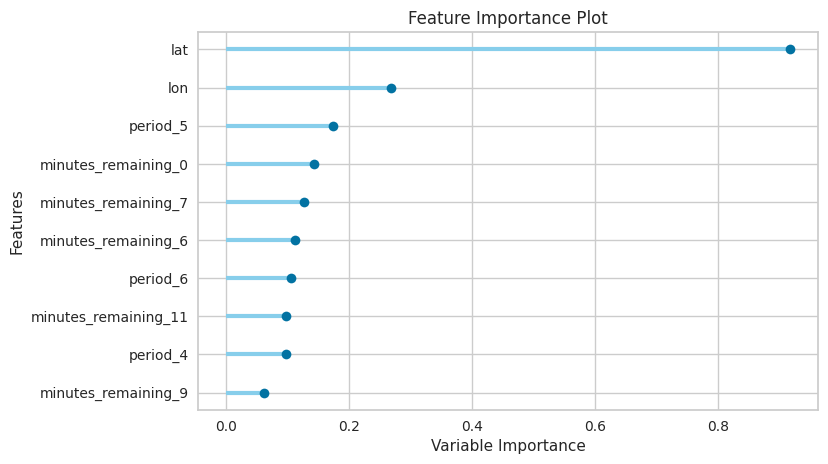 Feature Importance Plot
Features
lat
lon
period_5
minutes_remaining_0
minutes_remaining_7
minutes_remaining_6
period_6
minutes_remaining_11
period_4
minutes_remaining_9
0.0 0.2 0.4 0.6 0.8
Variable Importance